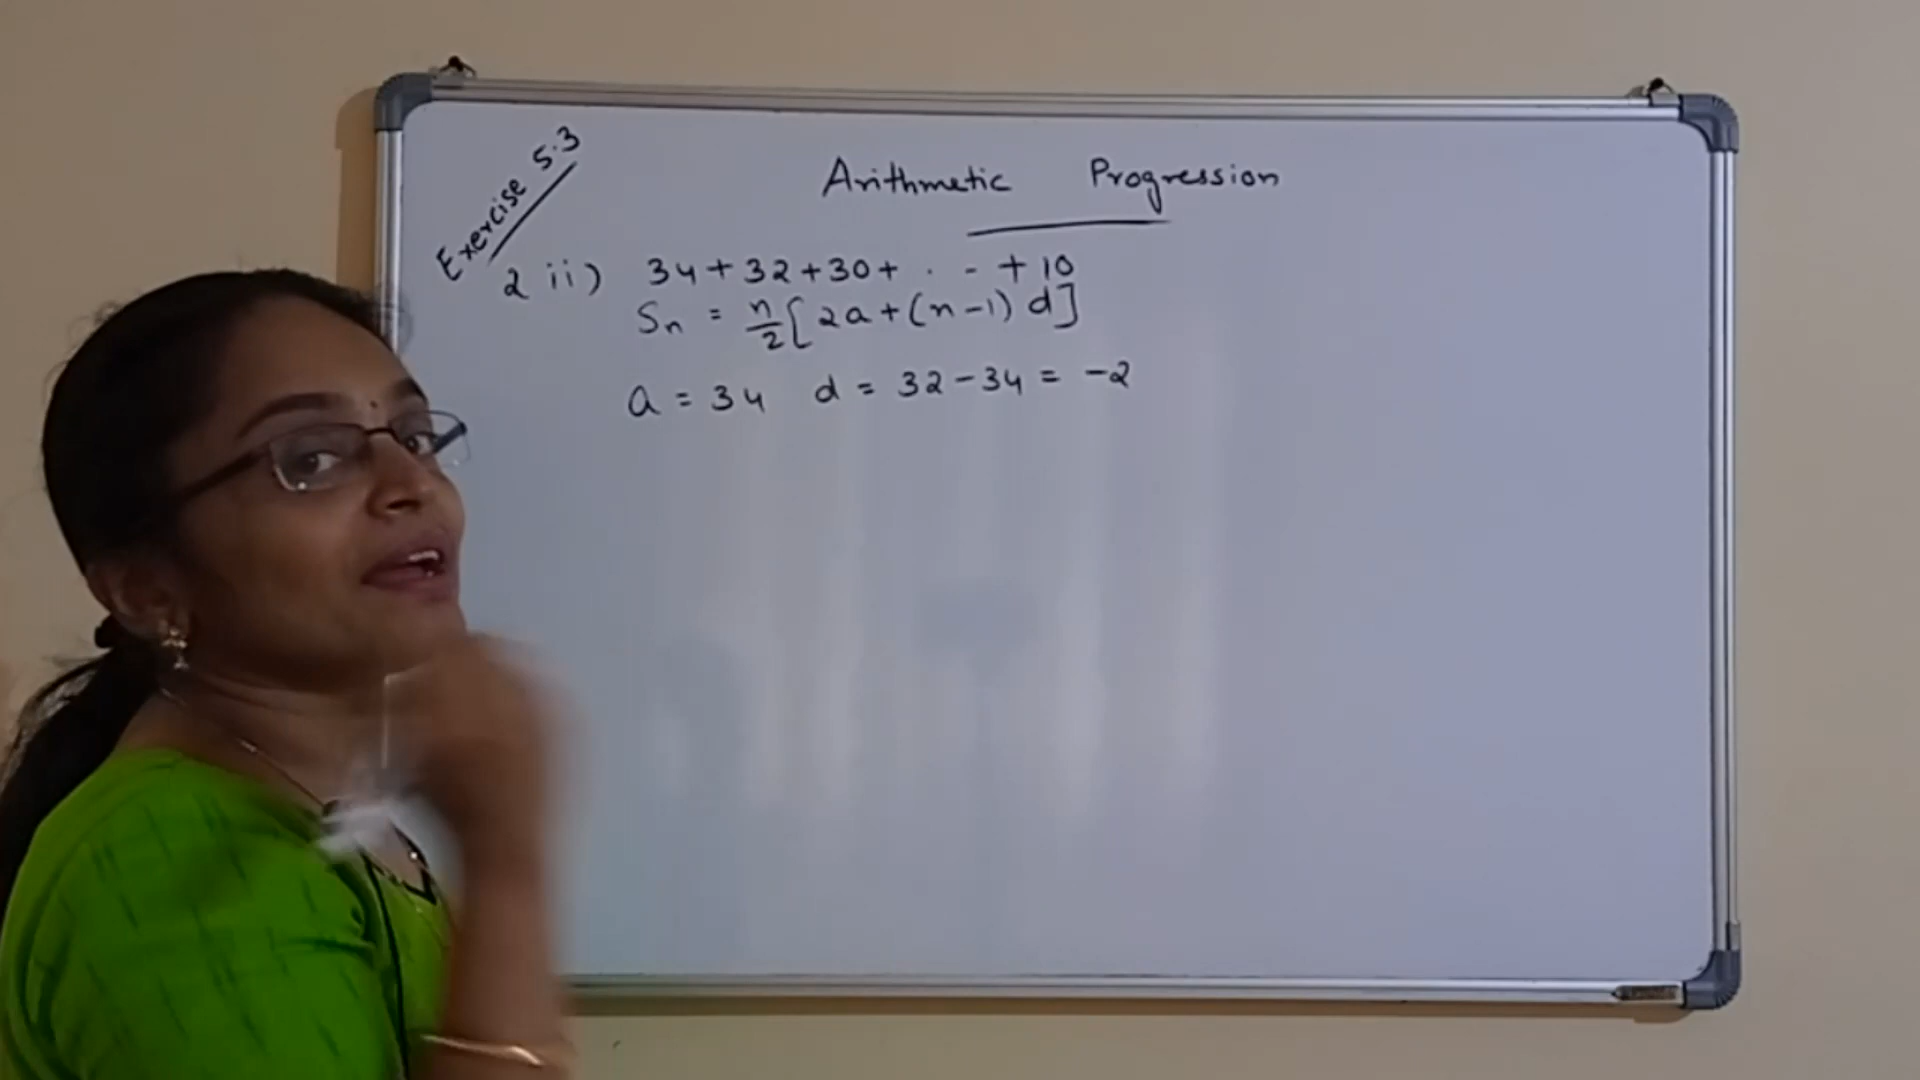 Exercise 5.3
Arithmetic Progression
2 ii) 34+32+30+ . - - +10
Sn = n/2 [2a+(n-1) d]
a = 34 d = 32-34 = -2